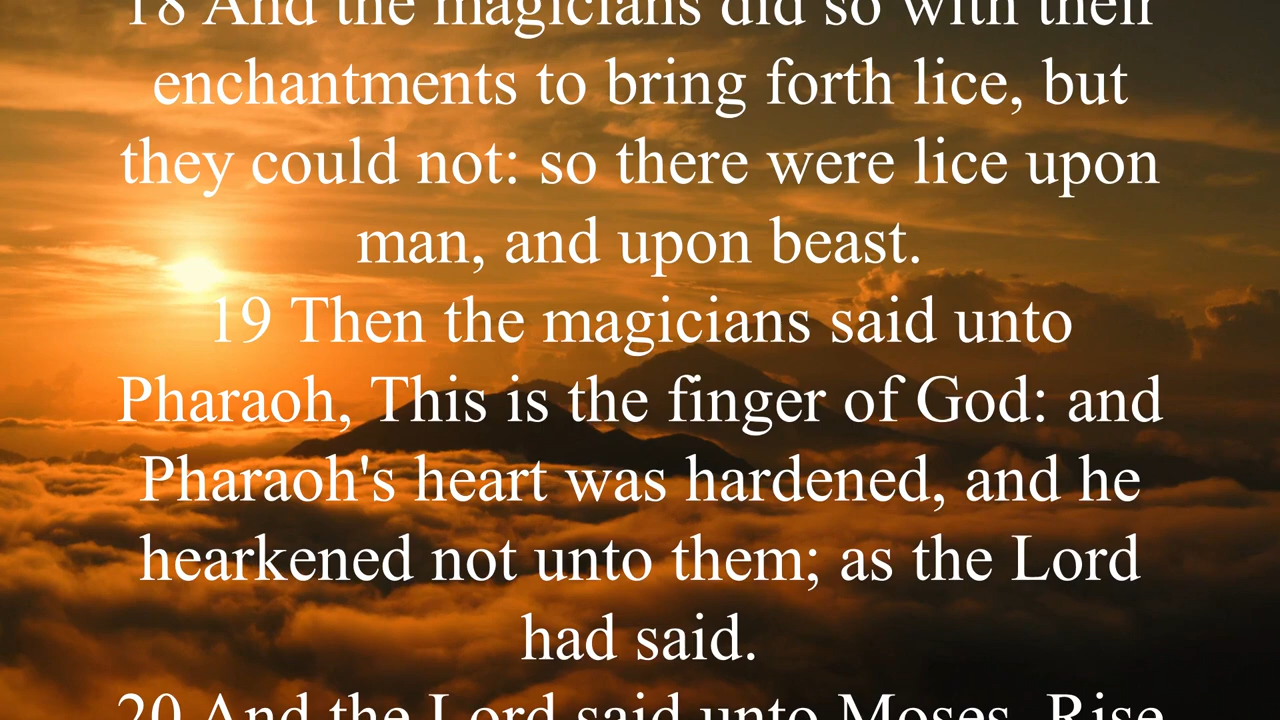 18 And the magicians did so with their
enchantments to bring forth lice, but
they could not: so there were lice upon
man, and upon beast.
19 Then the magicians said unto
Pharaoh, This is the finger of God: and
Pharaoh's heart was hardened, and he
hearkened not unto them; as the Lord
had said.
20 And the Lord said unto Moses, Rise